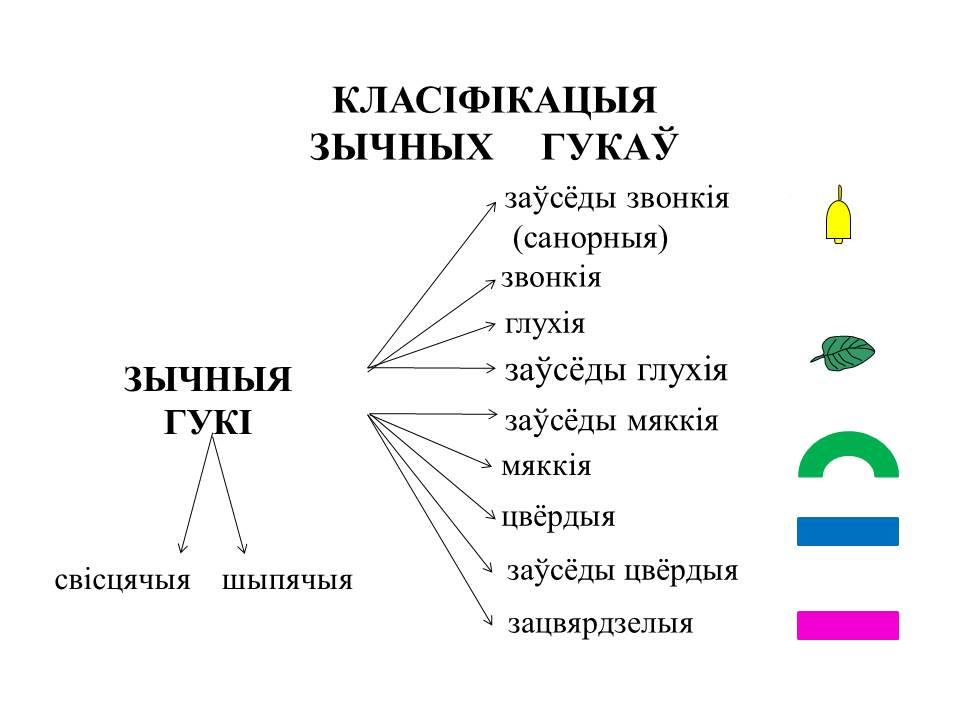 КЛАСІФІКАЦЫЯ
ЗЫЧНЫХ ГУКАЎ
заўсёды звонкія
(санорныя)
звонкія
глухія
заўсёды глухія
ЗЫЧНЫЯ
ГУКІ
заўсёды мяккія
мяккія
цвёрдыя
заўсёды цвёрдыя
свісцячыя шыпячыя
зацвярдзелыя